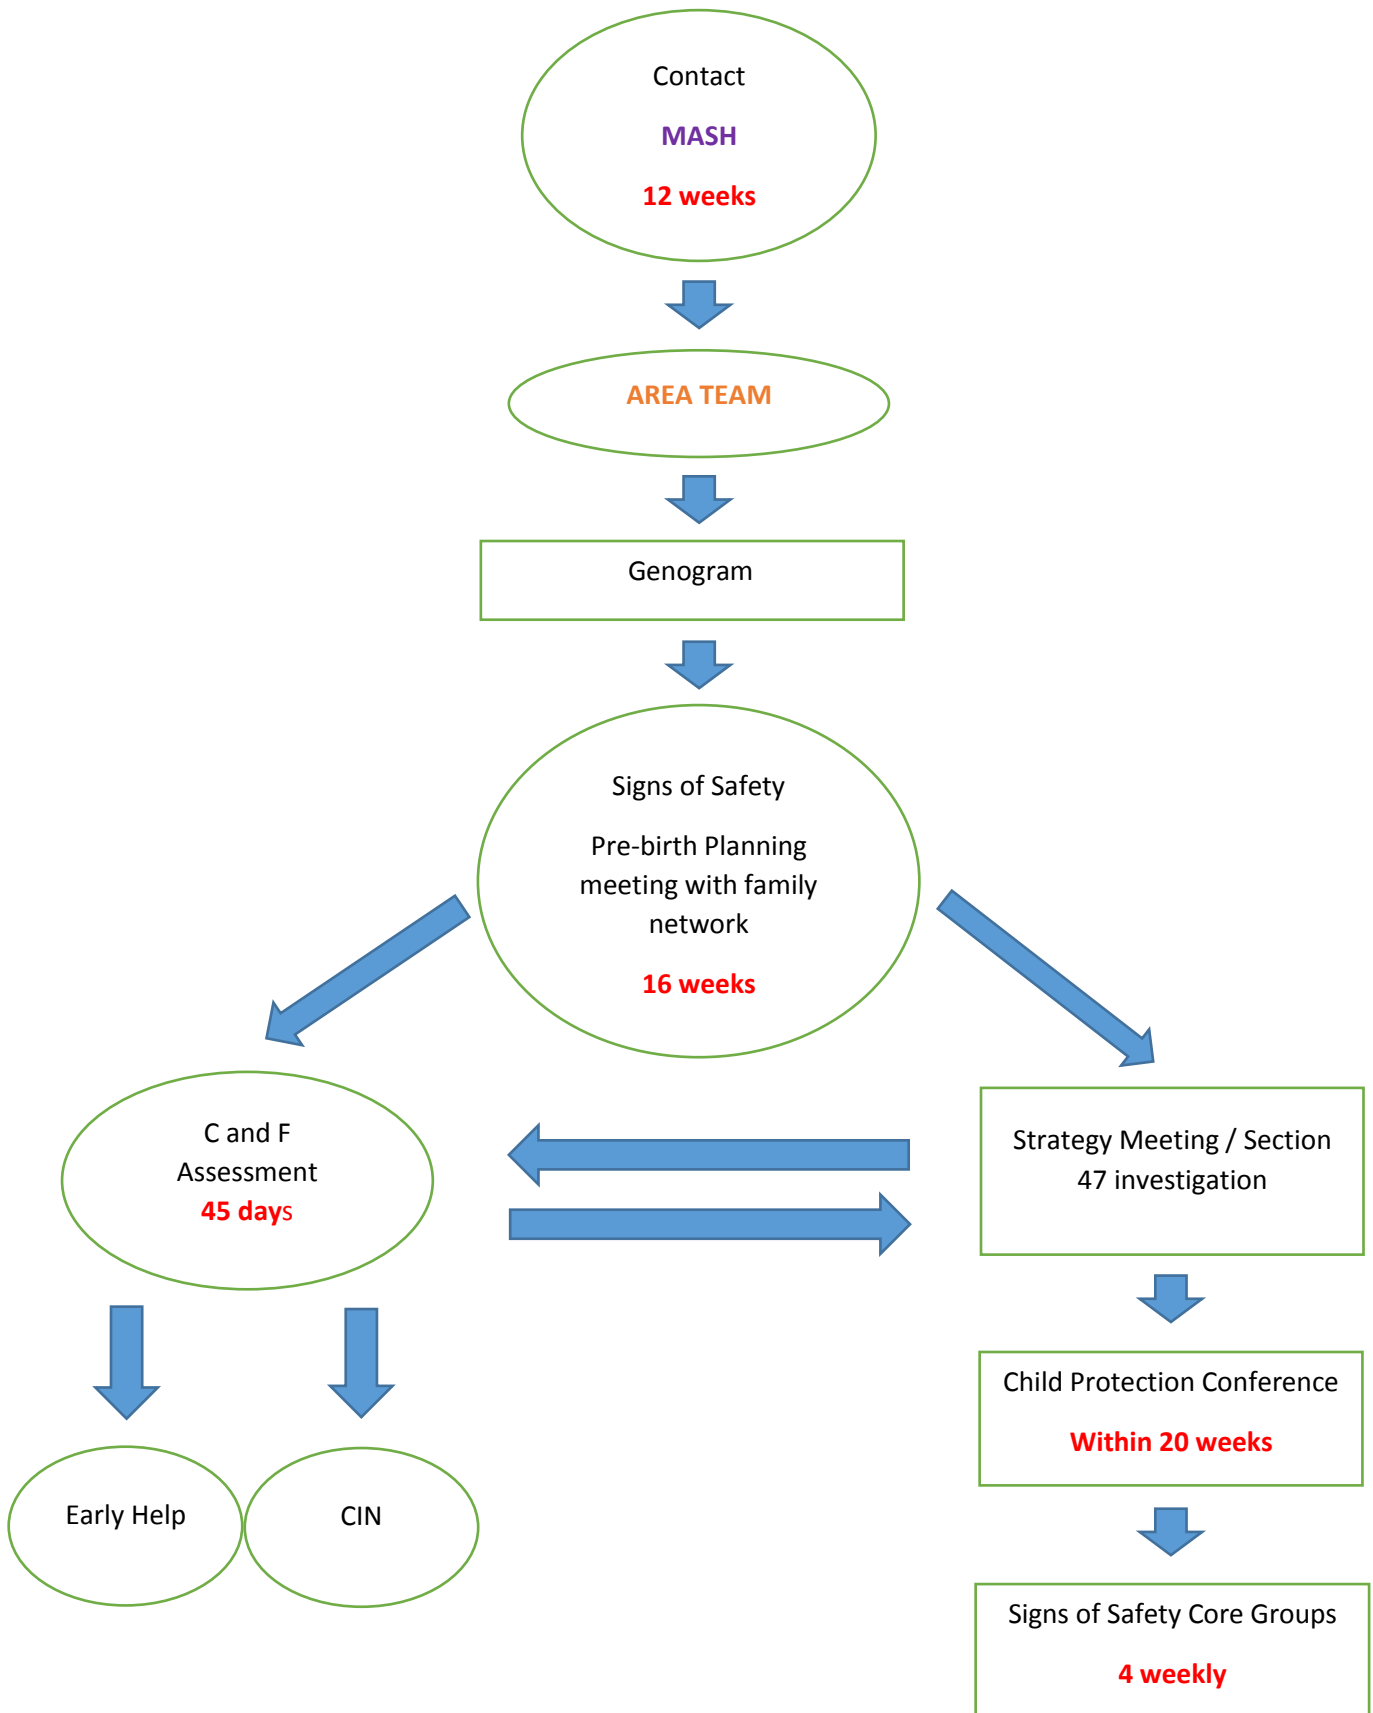 Contact
MASH
12 weeks
AREA TEAM
Genogram
Signs of Safety
Pre-birth Planning
meeting with family
network
16 weeks
C and F
Assessment
45 days
Strategy Meeting / Section
47 investigation
Child Protection Conference
Within 20 weeks
Early Help
CIN
Signs of Safety Core Groups
4 weekly